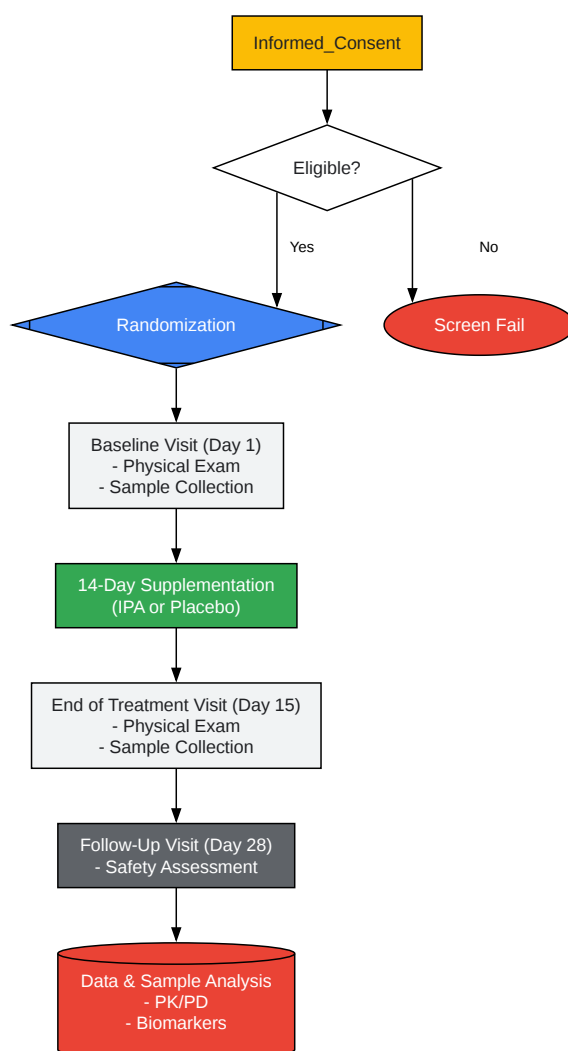 Informed_Consent
Eligible?
Yes
No
Randomization
Screen Fail
Baseline Visit (Day 1)
- Physical Exam
- Sample Collection
14-Day Supplementation
(IPA or Placebo)
End of Treatment Visit (Day 15)
- Physical Exam
- Sample Collection
Follow-Up Visit (Day 28)
- Safety Assessment
Data & Sample Analysis
- PK/PD
- Biomarkers